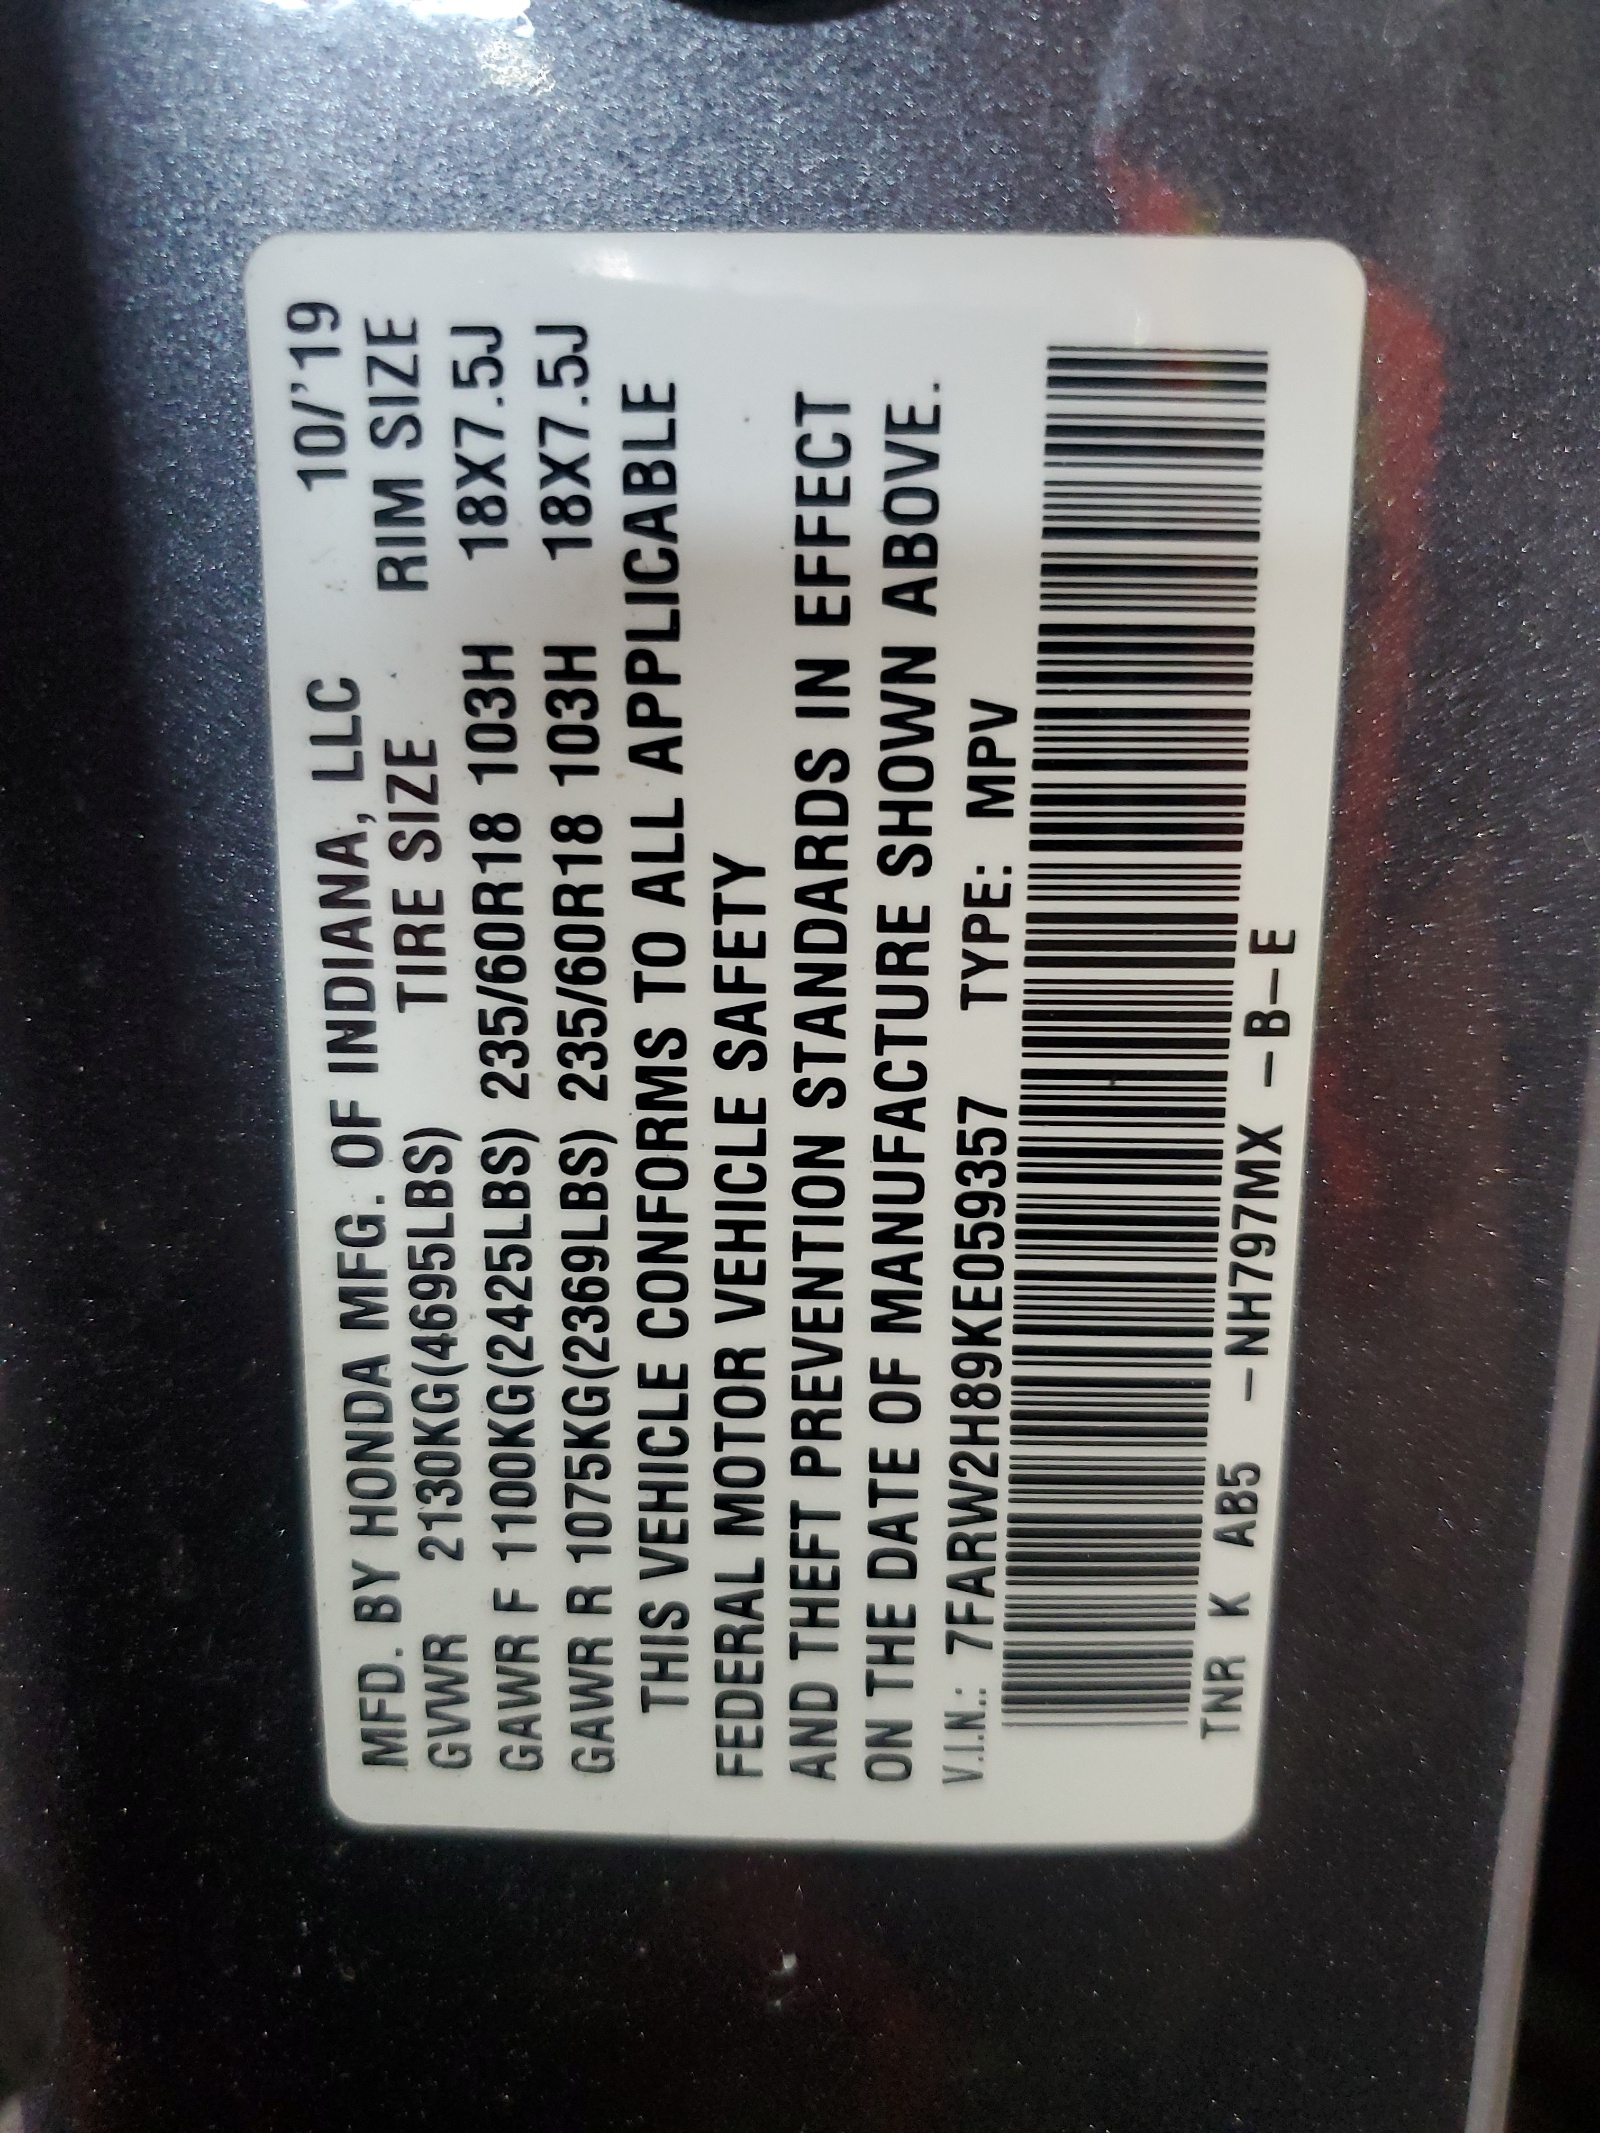 MFD. BY HONDA MFG. OF INDIANA, LLC 10/'19
GVWR 2130KG(4695LBS) TIRE SIZE RIM SIZE
GAWR F 1100KG(2425LBS) 235/60R18 103H 18X7.5J
GAWR R 1075KG(2369LBS) 235/60R18 103H 18X7.5J
THIS VEHICLE CONFORMS TO ALL APPLICABLE
FEDERAL MOTOR VEHICLE SAFETY
AND THEFT PREVENTION STANDARDS IN EFFECT
ON THE DATE OF MANUFACTURE SHOWN ABOVE.
V.I.N.: 7FARW2H89KE059357 TYPE: MPV
TNR K AB5 -NH797MX -B-E